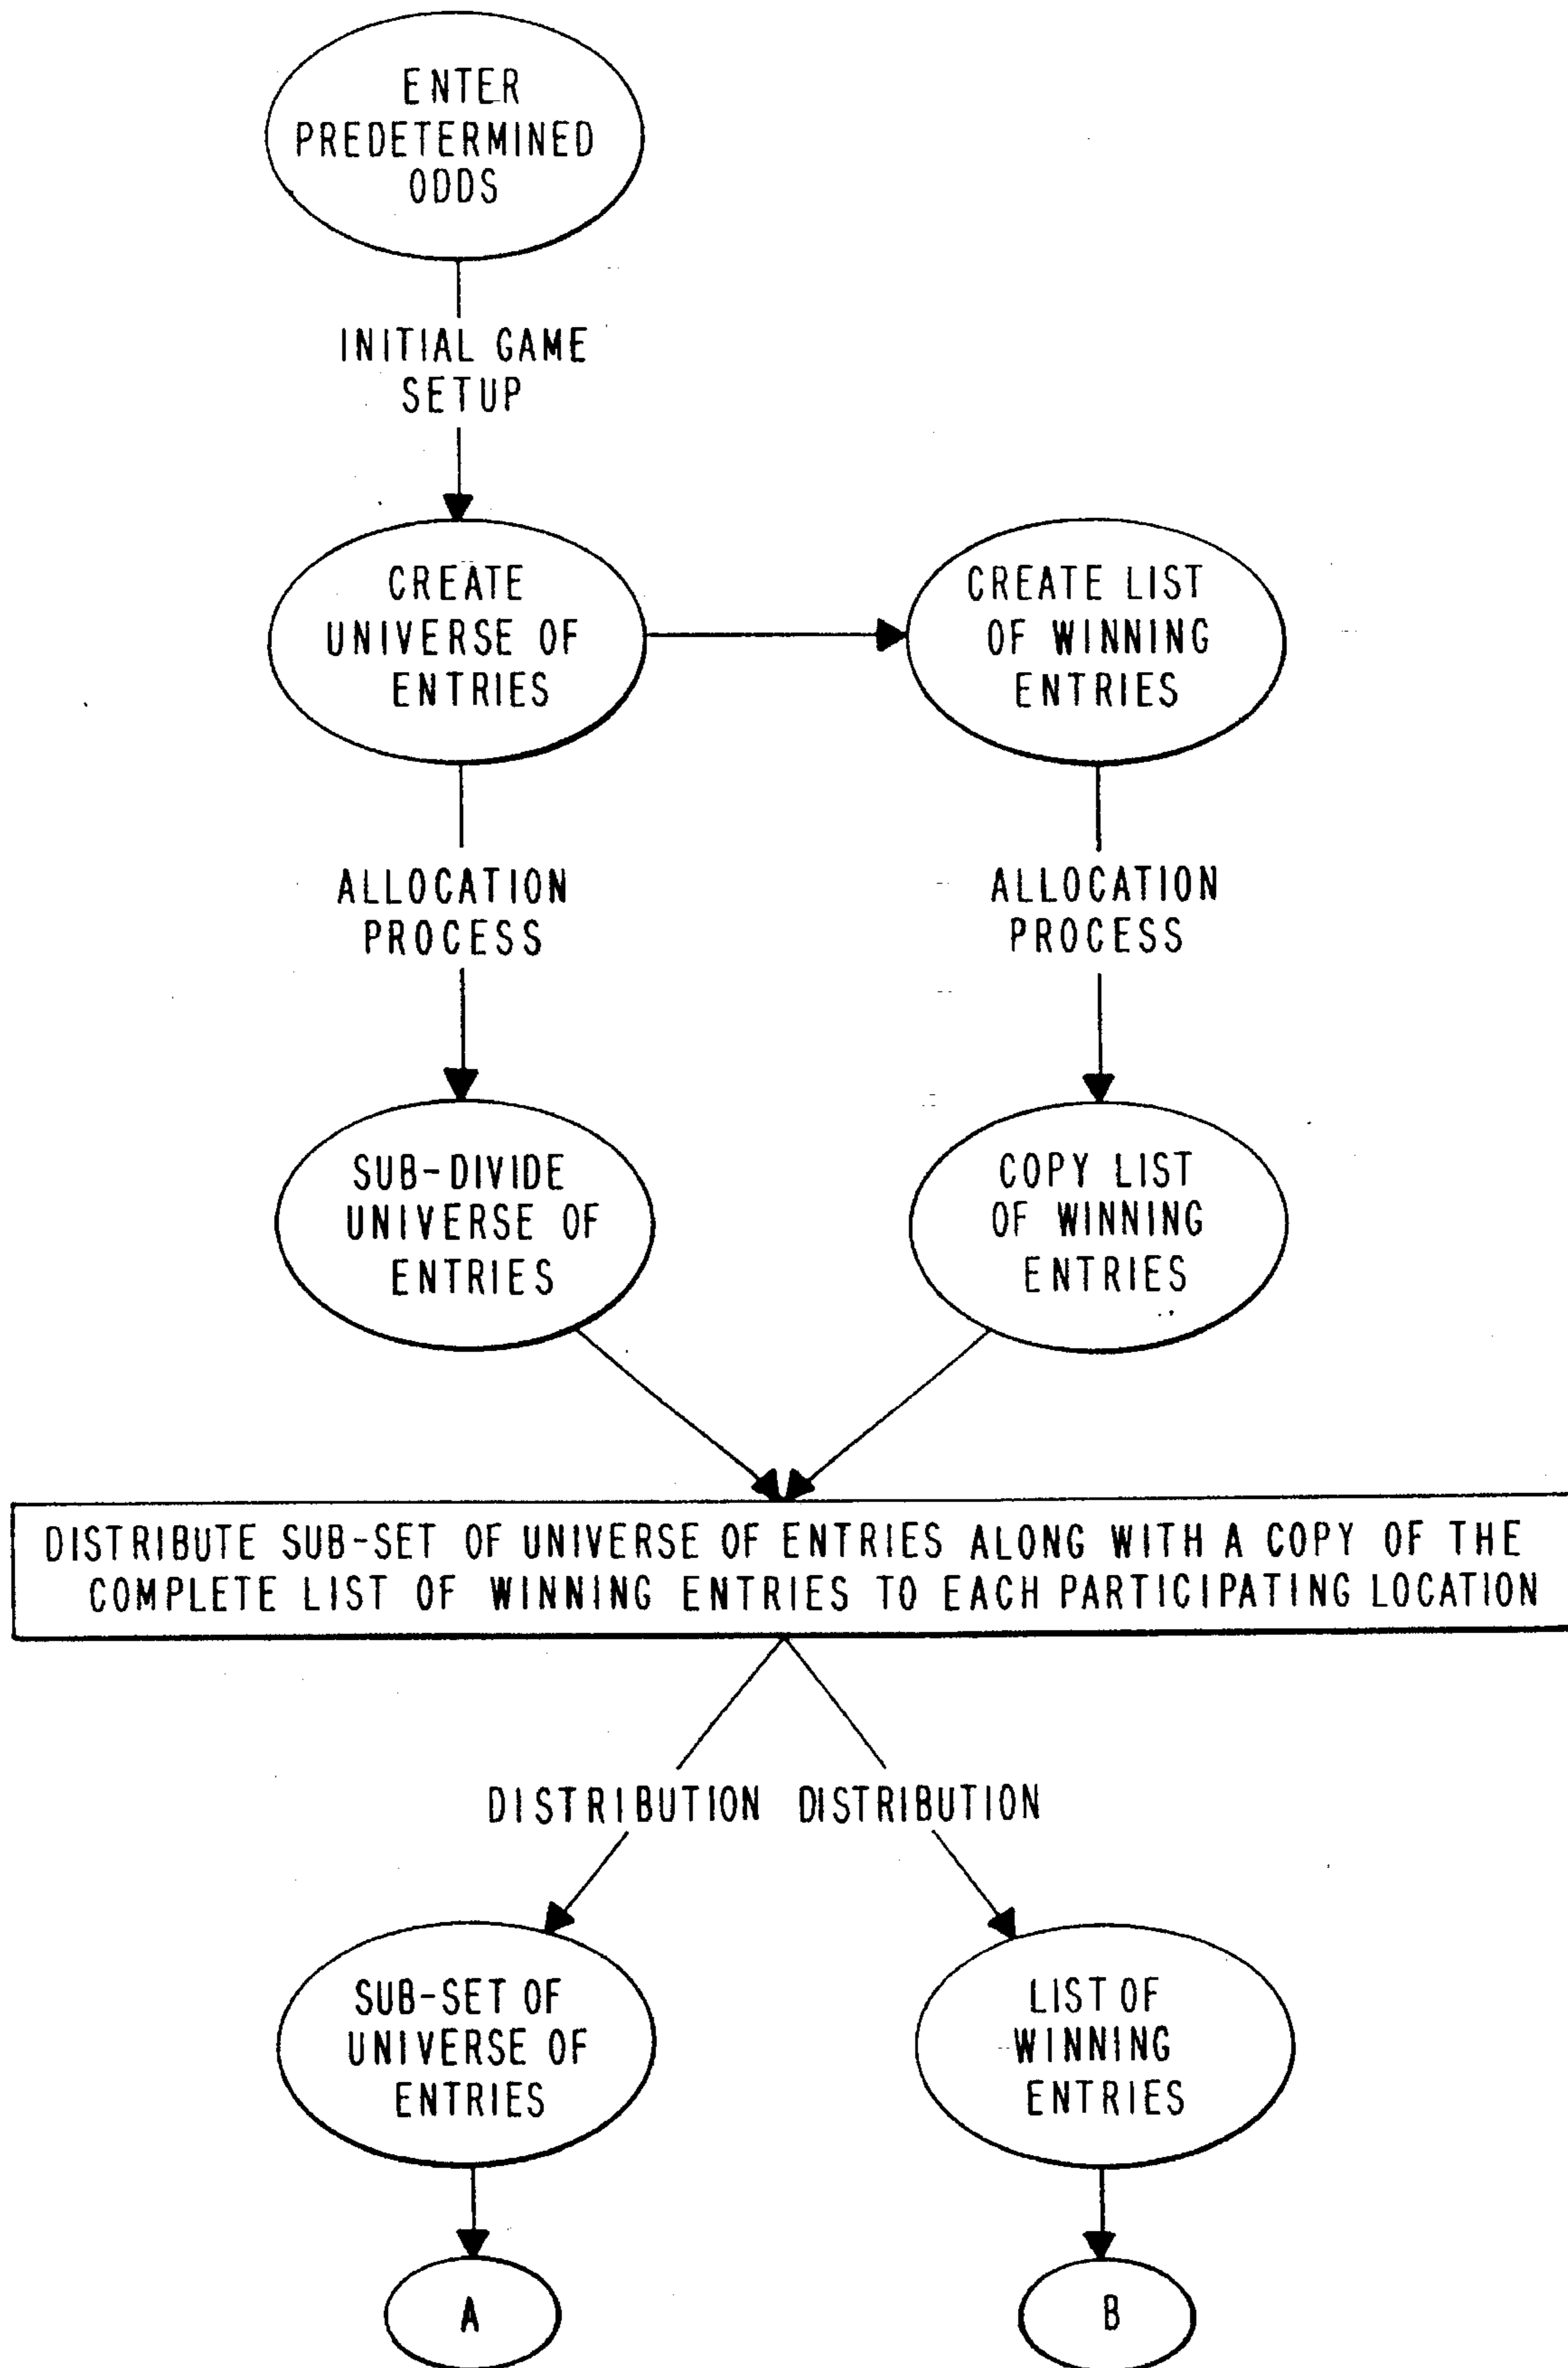 ENTER
PREDETERMINED
ODDS
INITIAL GAME
SETUP
CREATE
UNIVERSE OF
ENTRIES
CREATE LIST
OF WINNING
ENTRIES
ALLOCATION
PROCESS
ALLOCATION
PROCESS
SUB-DIVIDE
UNIVERSE OF
ENTRIES
COPY LIST
OF WINNING
ENTRIES
DISTRIBUTE SUB-SET OF UNIVERSE OF ENTRIES ALONG WITH A COPY OF THE
COMPLETE LIST OF WINNING ENTRIES TO EACH PARTICIPATING LOCATION
DISTRIBUTION DISTRIBUTION
SUB-SET OF
UNIVERSE OF
ENTRIES
LIST OF
WINNING
ENTRIES
A
B